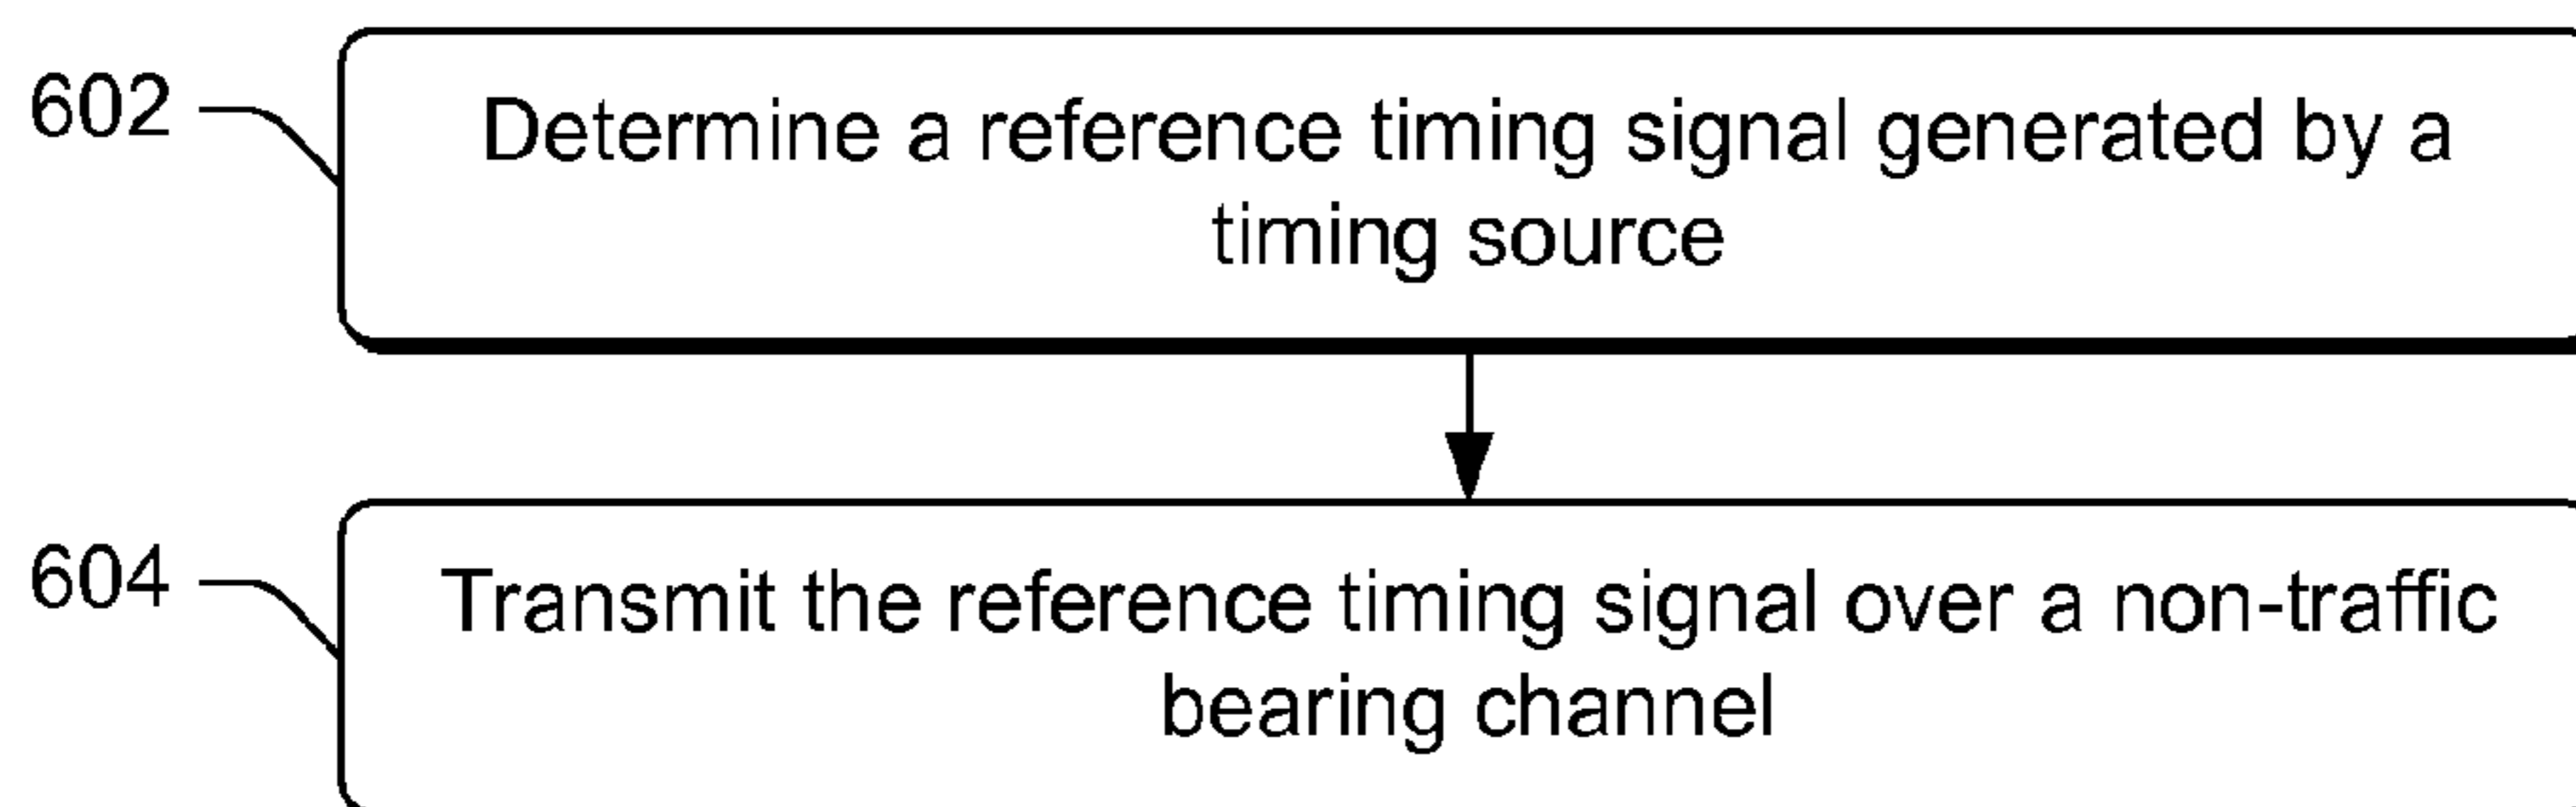 602
Determine a reference timing signal generated by a
timing source
604
Transmit the reference timing signal over a non-traffic
bearing channel